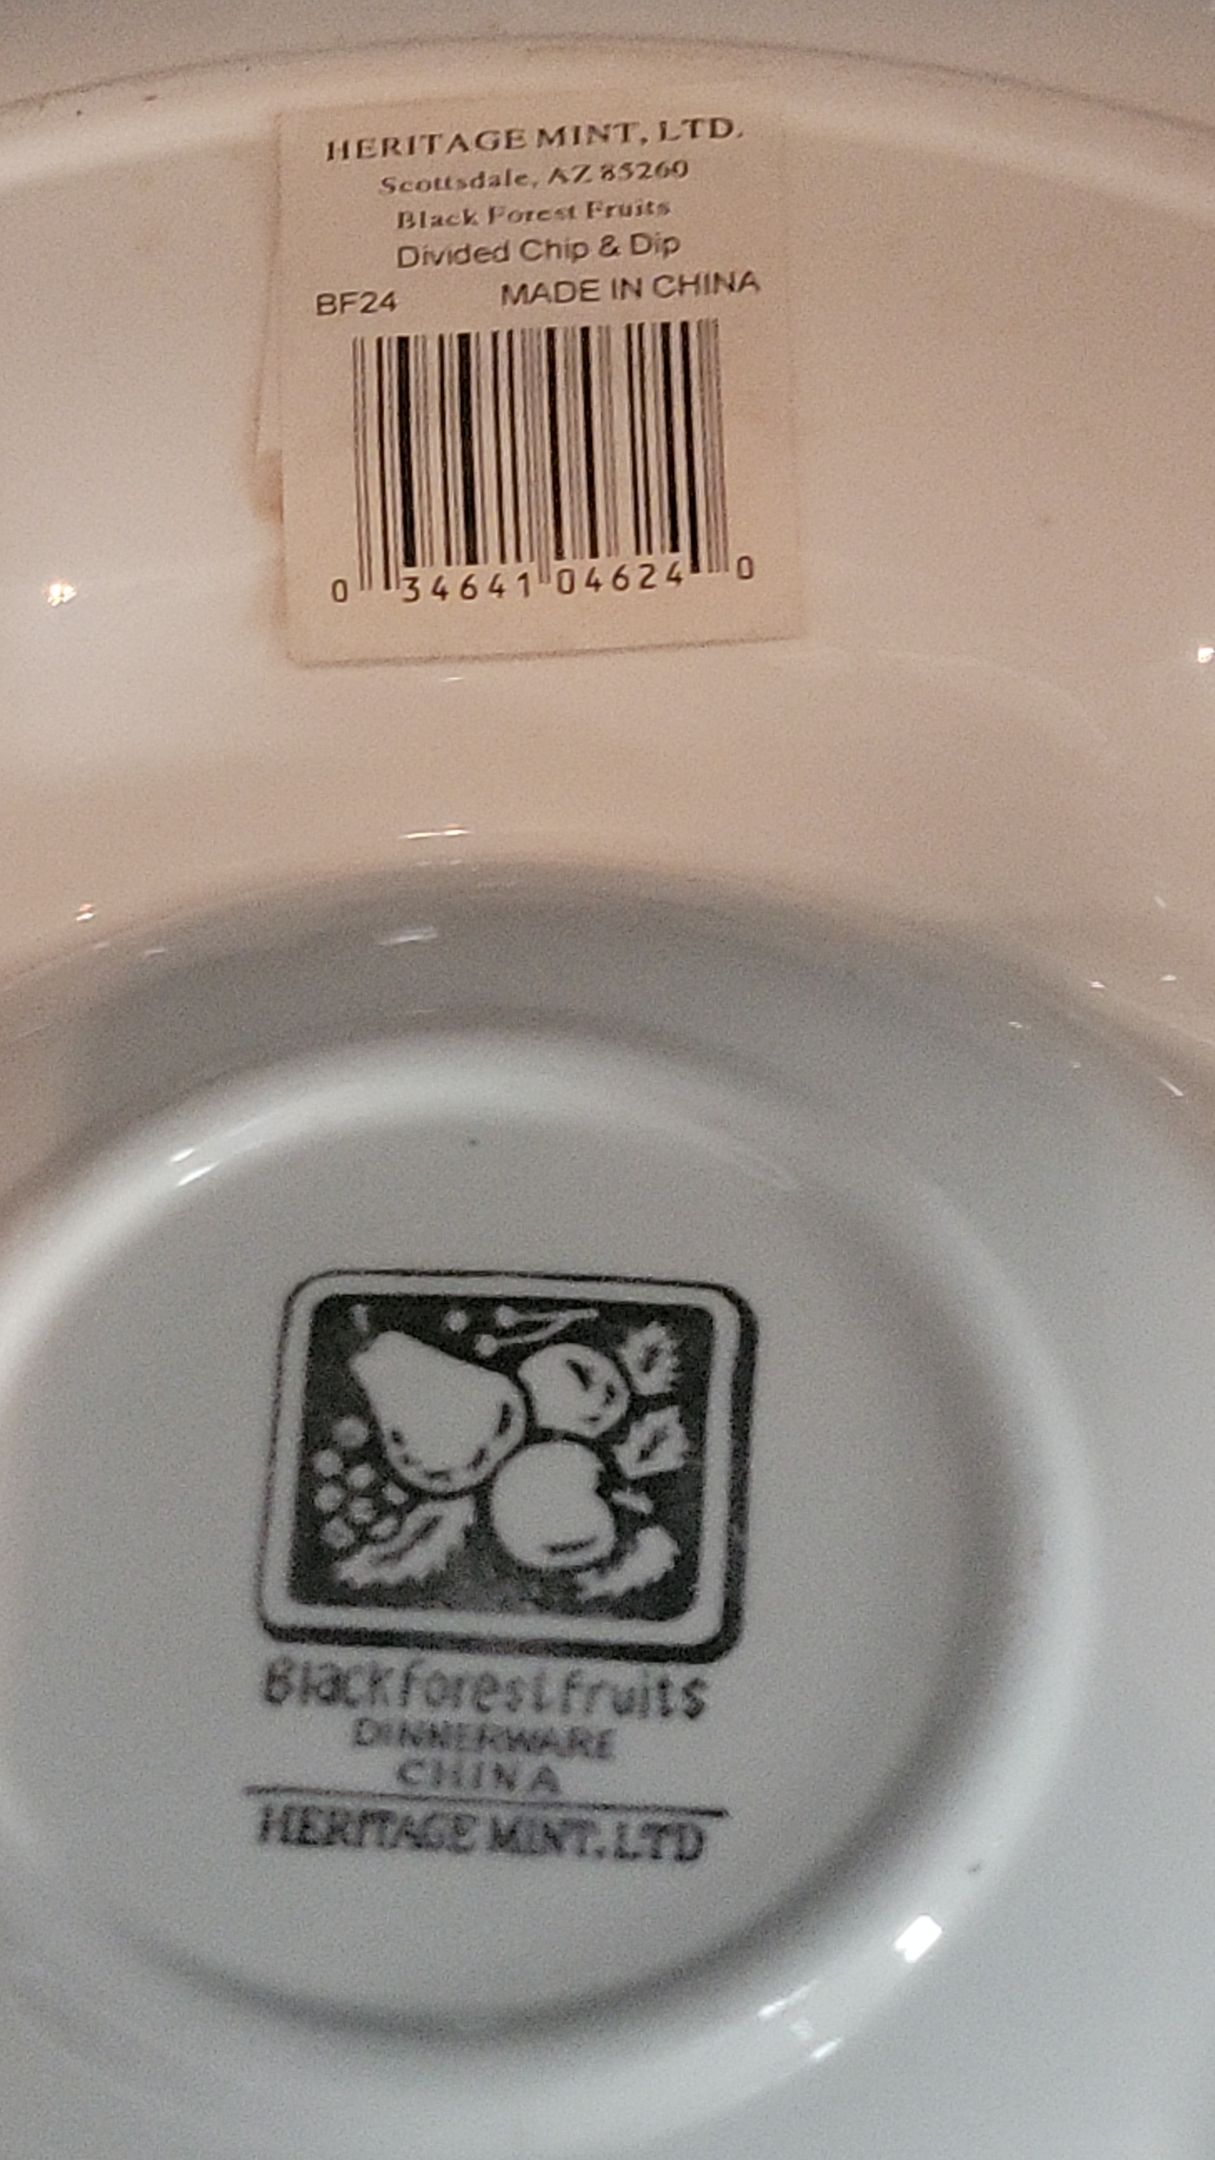 HERITAGE MINT, LTD.
Scottsdale, AZ 85260
Black Forest Fruits
Divided Chip & Dip
BF24 MADE IN CHINA
0 34641 04624 0
Black forest fruits
DINNERWARE
CHINA
HERITAGE MINT, LTD